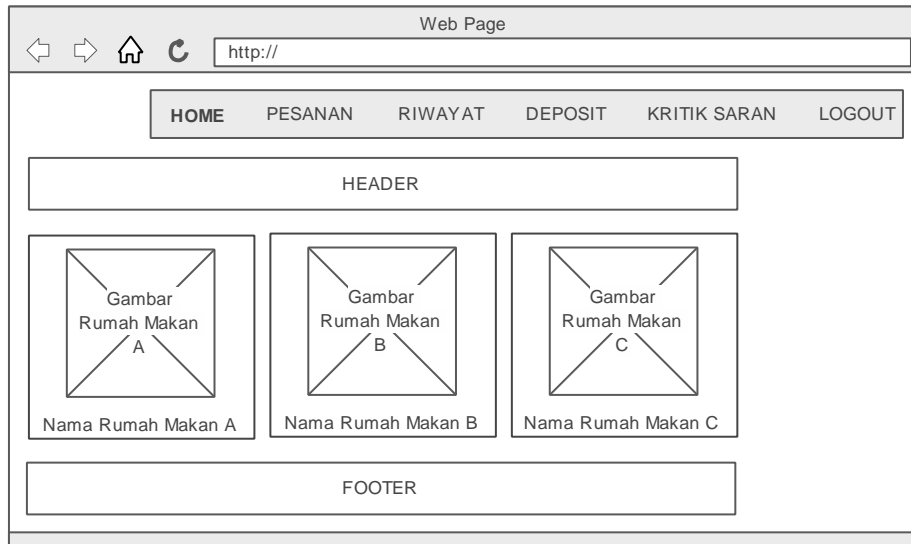 Web Page
http://
HOME PESANAN RIWAYAT DEPOSIT KRITIK SARAN LOGOUT
HEADER
Gambar
Rumah Makan
A
Nama Rumah Makan A
Gambar
Rumah Makan
B
Nama Rumah Makan B
Gambar
Rumah Makan
C
Nama Rumah Makan C
FOOTER